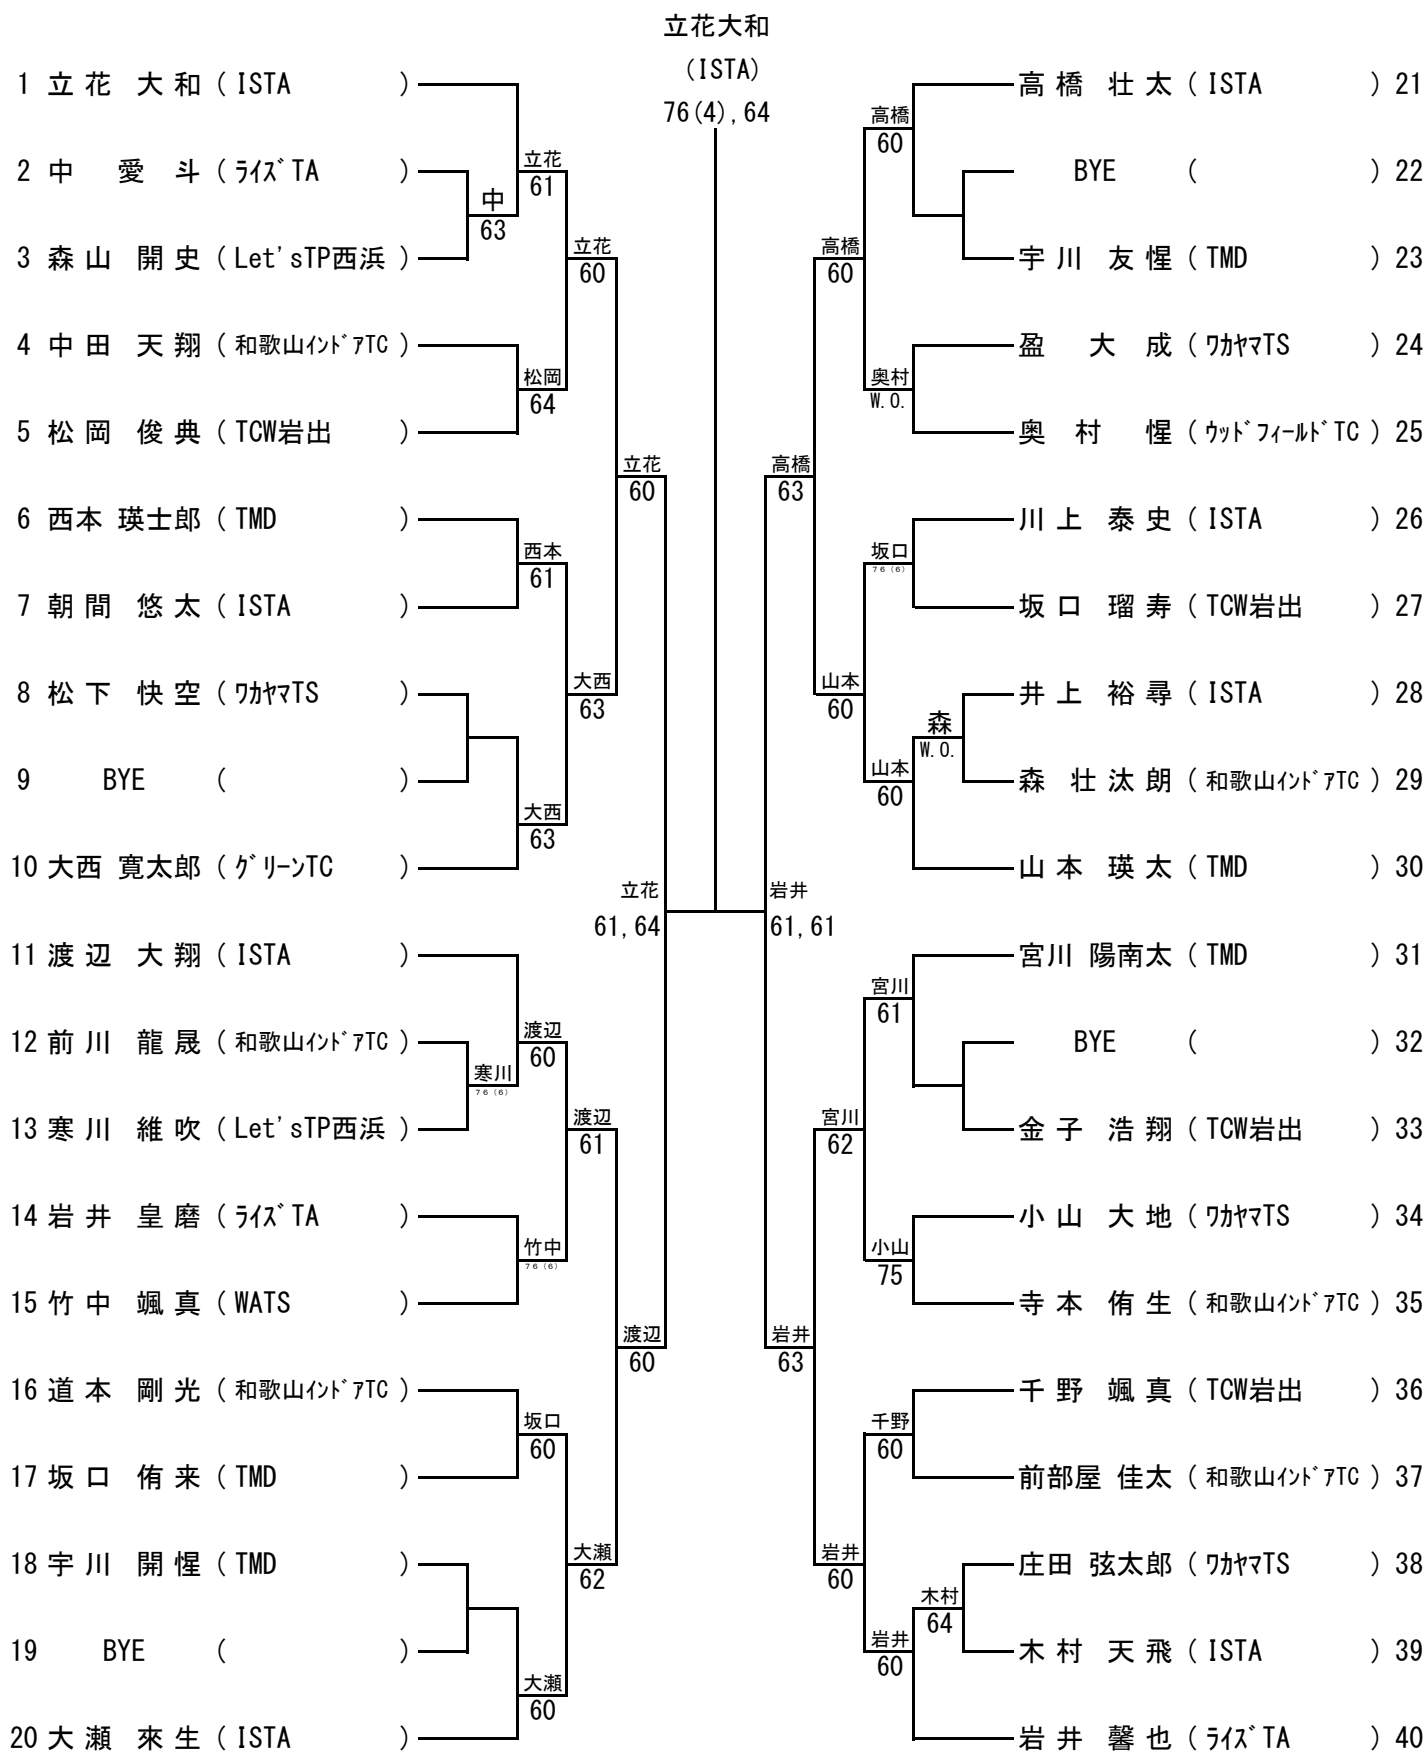 立花大和
(ISTA)
76(4),64
1 立花 大和 ( ISTA )
2 中 愛斗 ( ﾗｲｽﾞTA )
3 森山 開史 ( Let'sTP西浜 )
4 中田 天翔 ( 和歌山ｲﾝﾄﾞｱTC )
5 松岡 俊典 ( TCW岩出 )
6 西本 瑛士郎 ( TMD )
7 朝間 悠太 ( ISTA )
8 松下 快空 ( ﾜｶﾔﾏTS )
9 BYE ( )
10 大西 寛太郎 ( ｸﾞﾘｰﾝTC )
11 渡辺 大翔 ( ISTA )
12 前川 龍晟 ( 和歌山ｲﾝﾄﾞｱTC )
13 寒川 維吹 ( Let'sTP西浜 )
14 岩井 皇磨 ( ﾗｲｽﾞTA )
15 竹中 颯真 ( WATS )
16 道本 剛光 ( 和歌山ｲﾝﾄﾞｱTC )
17 坂口 侑来 ( TMD )
18 宇川 開惺 ( TMD )
19 BYE ( )
20 大瀬 來生 ( ISTA )
中
63
寒川
76(6)
立花
61
松岡
64
西本
61
大西
63
渡辺
60
竹中
76(6)
坂口
60
大瀬
60
立花
60
大西
63
渡辺
61
大瀬
62
立花
60
渡辺
60
立花
61,64
岩井
61,61
高橋
63
岩井
63
高橋
60
山本
60
宮川
62
岩井
60
高橋
60
奥村
W.O.
坂口
76(6)
山本
60
宮川
61
小山
75
千野
60
岩井
60
森
W.O.
木村
64
高橋 壮太 ( ISTA ) 21
BYE ( ) 22
宇川 友惺 ( TMD ) 23
盈 大成 ( ﾜｶﾔﾏTS ) 24
奥村 惺 ( ｳｯﾄﾞﾌｨｰﾙﾄﾞTC ) 25
川上 泰史 ( ISTA ) 26
坂口 瑠寿 ( TCW岩出 ) 27
井上 裕尋 ( ISTA ) 28
森 壮汰朗 ( 和歌山ｲﾝﾄﾞｱTC ) 29
山本 瑛太 ( TMD ) 30
宮川 陽南太 ( TMD ) 31
BYE ( ) 32
金子 浩翔 ( TCW岩出 ) 33
小山 大地 ( ﾜｶﾔﾏTS ) 34
寺本 侑生 ( 和歌山ｲﾝﾄﾞｱTC ) 35
千野 颯真 ( TCW岩出 ) 36
前部屋 佳太 ( 和歌山ｲﾝﾄﾞｱTC ) 37
庄田 弦太郎 ( ﾜｶﾔﾏTS ) 38
木村 天飛 ( ISTA ) 39
岩井 馨也 ( ﾗｲｽﾞTA ) 40